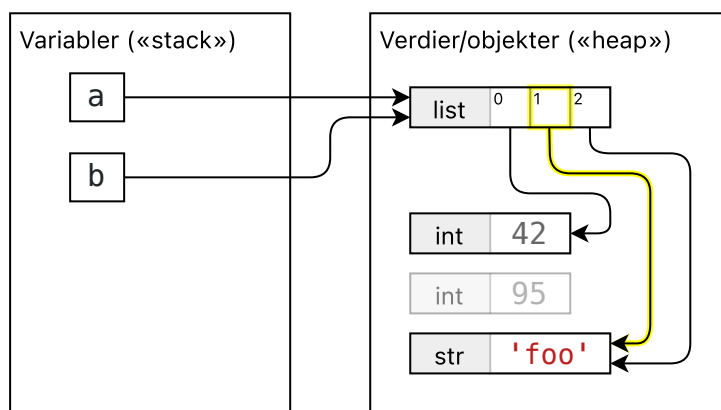 Variabler («stack»)
a
b
Verdier/objekter («heap»)
list 0 1 2
int 42
int 95
str 'foo'